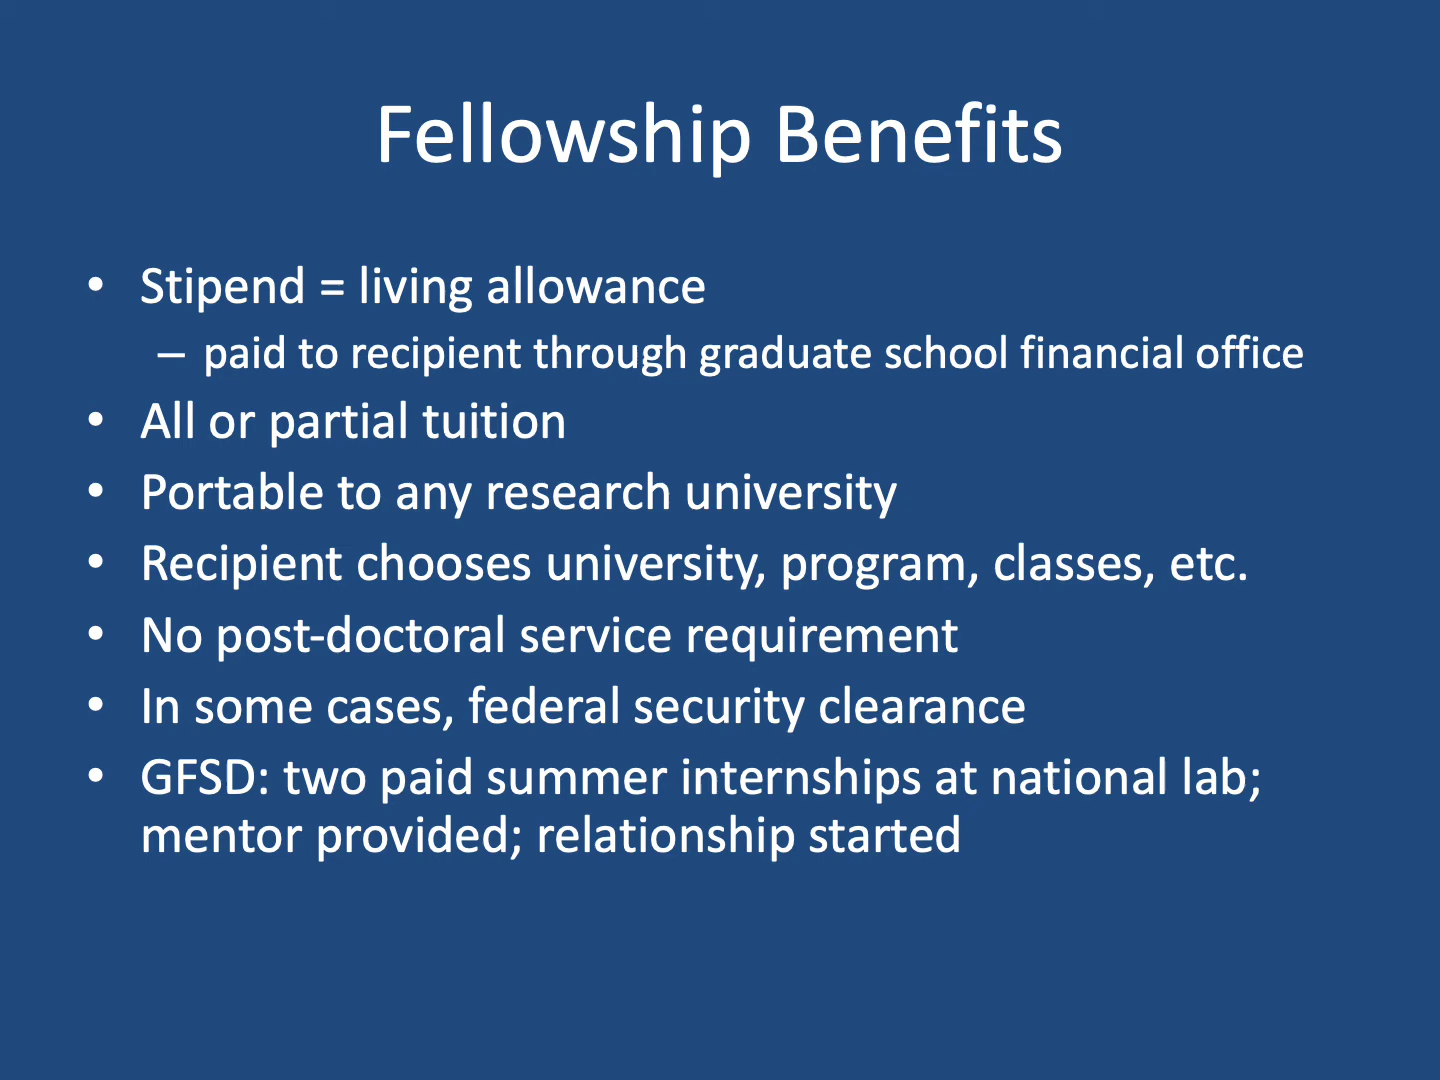 Fellowship Benefits
• Stipend = living allowance
– paid to recipient through graduate school financial office
• All or partial tuition
• Portable to any research university
• Recipient chooses university, program, classes, etc.
• No post-doctoral service requirement
• In some cases, federal security clearance
• GFSD: two paid summer internships at national lab;
mentor provided; relationship started